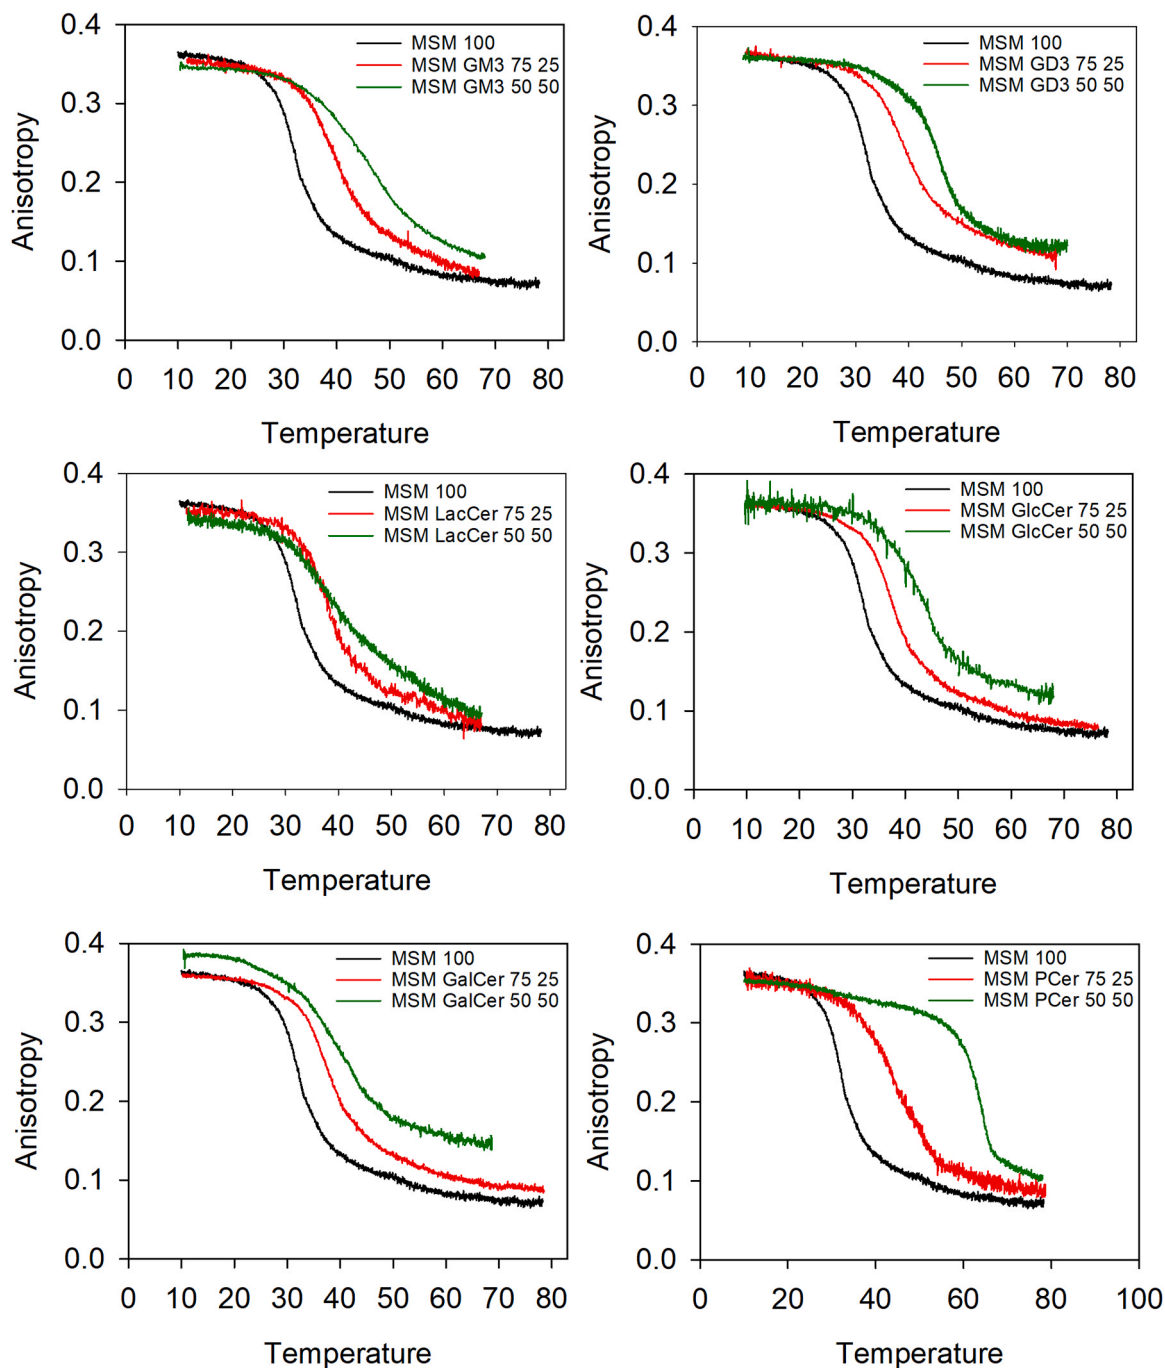 0.4
0.3
0.2
0.1
0.0
Anisotropy
MSM 100
MSM GM3 75 25
MSM GM3 50 50
0 10 20 30 40 50 60 70 80
Temperature
0.4
0.3
0.2
0.1
0.0
Anisotropy
MSM 100
MSM GD3 75 25
MSM GD3 50 50
0 10 20 30 40 50 60 70 80
Temperature
0.4
0.3
0.2
0.1
0.0
Anisotropy
MSM 100
MSM LacCer 75 25
MSM LacCer 50 50
0 10 20 30 40 50 60 70 80
Temperature
0.4
0.3
0.2
0.1
0.0
Anisotropy
MSM 100
MSM GlcCer 75 25
MSM GlcCer 50 50
0 10 20 30 40 50 60 70 80
Temperature
0.4
0.3
0.2
0.1
0.0
Anisotropy
MSM 100
MSM GalCer 75 25
MSM GalCer 50 50
0 10 20 30 40 50 60 70 80
Temperature
0.4
0.3
0.2
0.1
0.0
Anisotropy
MSM 100
MSM PCer 75 25
MSM PCer 50 50
0 20 40 60 80 100
Temperature